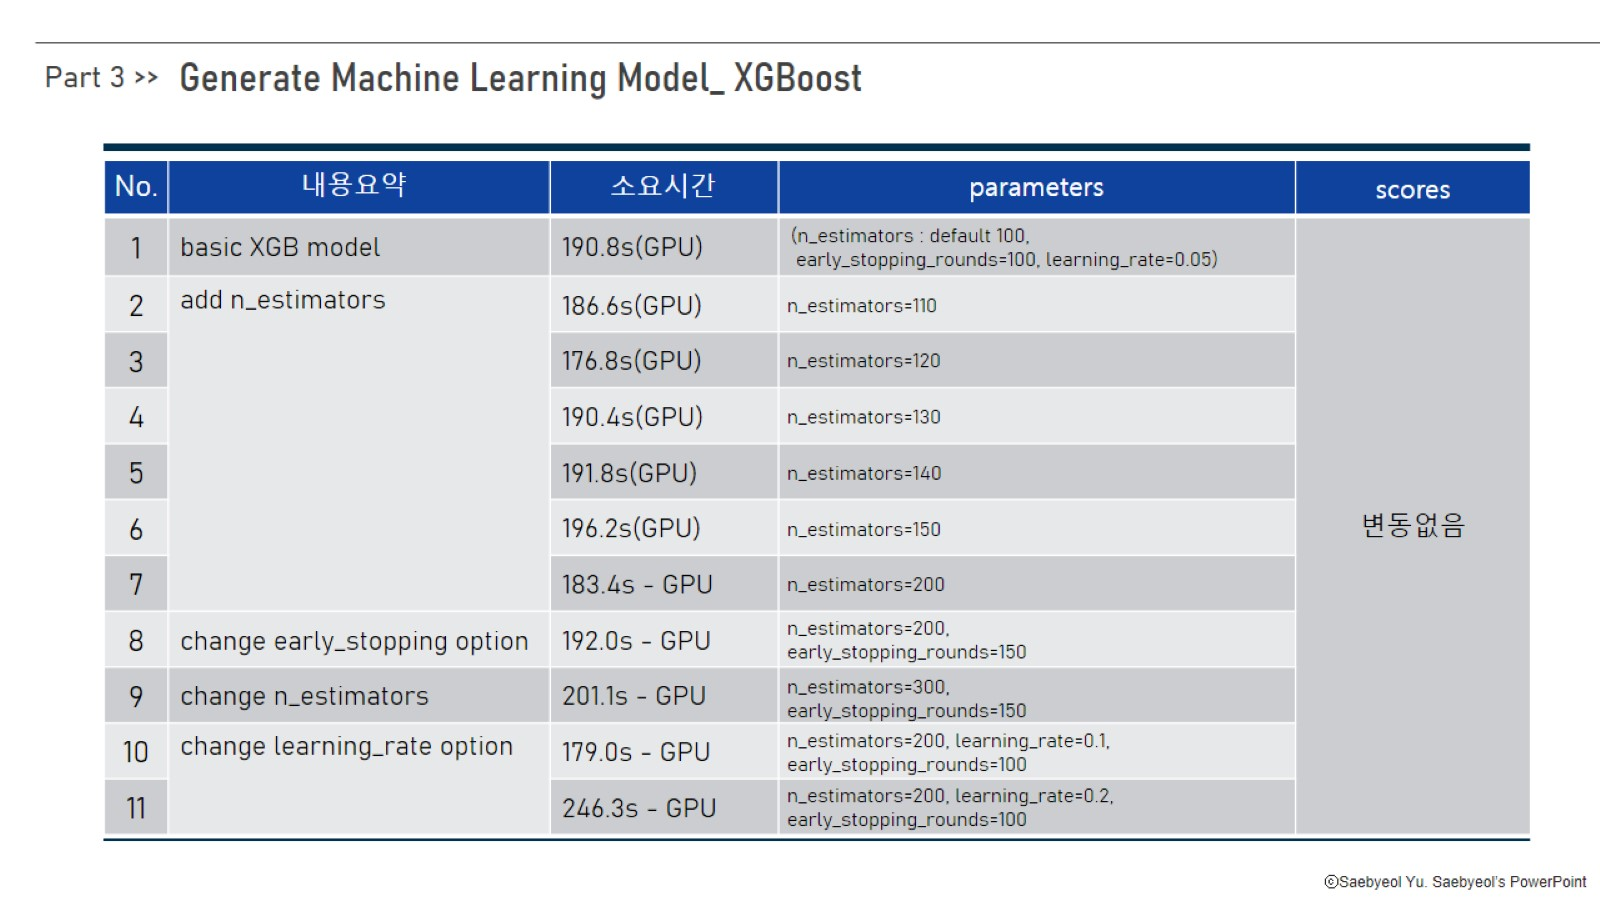 Part 3 >> Generate Machine Learning Model_ XGBoost
No. 내용요약 소요시간 parameters scores
1 basic XGB model 190.8s(GPU) (n_estimators : default 100,
early_stopping_rounds=100, learning_rate=0.05)
2 add n_estimators 186.6s(GPU) n_estimators=110
3 176.8s(GPU) n_estimators=120
4 190.4s(GPU) n_estimators=130
5 191.8s(GPU) n_estimators=140
6 196.2s(GPU) n_estimators=150
변동없음
7 183.4s - GPU n_estimators=200
8 change early_stopping option 192.0s - GPU n_estimators=200,
early_stopping_rounds=150
9 change n_estimators 201.1s - GPU n_estimators=300,
early_stopping_rounds=150
10 change learning_rate option 179.0s - GPU n_estimators=200, learning_rate=0.1,
early_stopping_rounds=100
11 246.3s - GPU n_estimators=200, learning_rate=0.2,
early_stopping_rounds=100
ⓒSaebyeol Yu. Saebyeol's PowerPoint